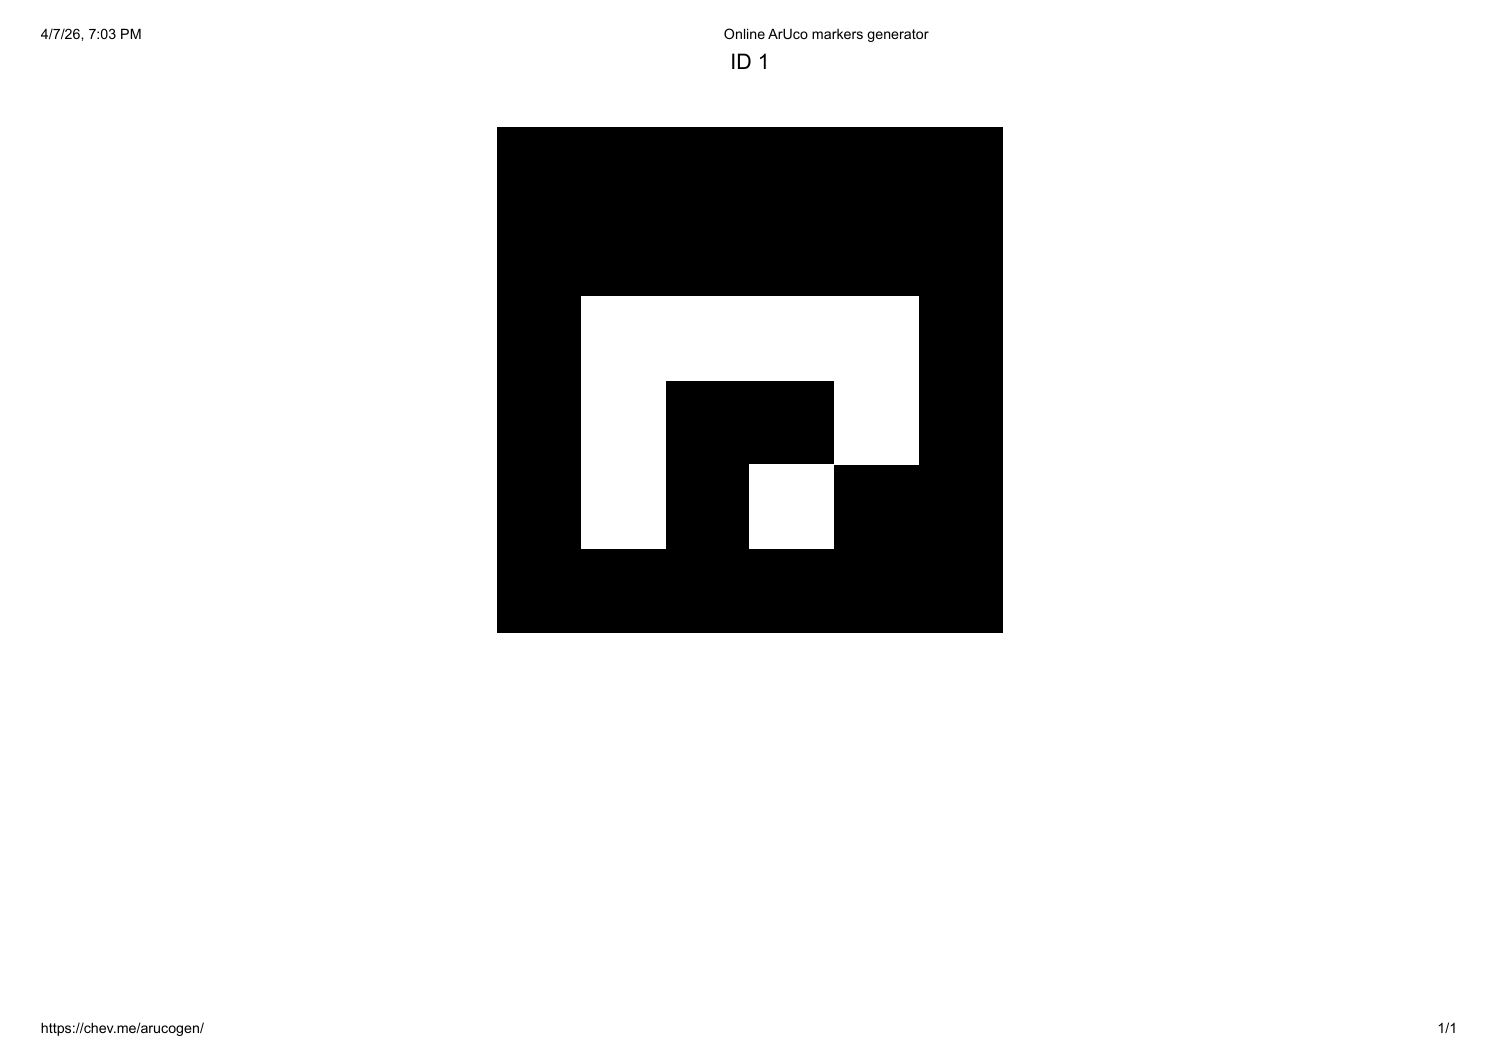 4/7/26, 7:03 PM
Online ArUco markers generator
ID 1
https://chev.me/arucogen/
1/1